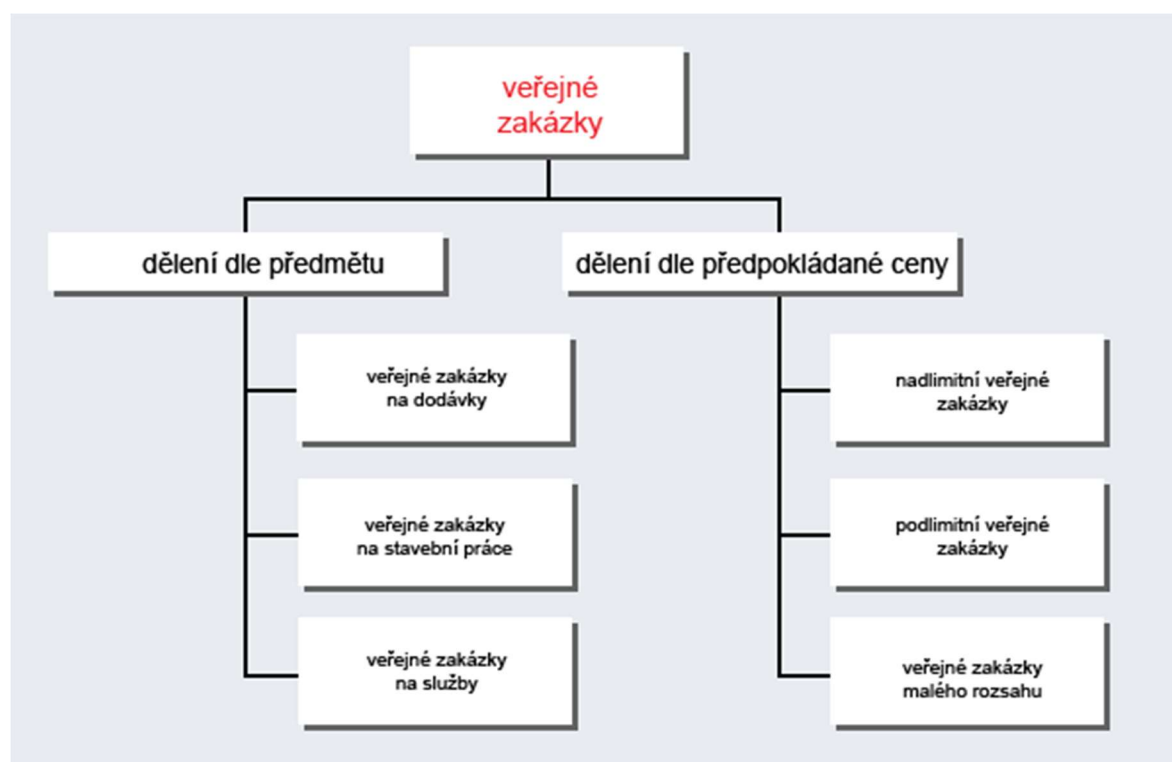 veřejné
zakázky
dělení dle předmětu
dělení dle předpokládané ceny
veřejné zakázky
na dodávky
veřejné zakázky
na stavební práce
veřejné zakázky
na služby
nadlimitní veřejné
zakázky
podlimitní veřejné
zakázky
veřejné zakázky
malého rozsahu